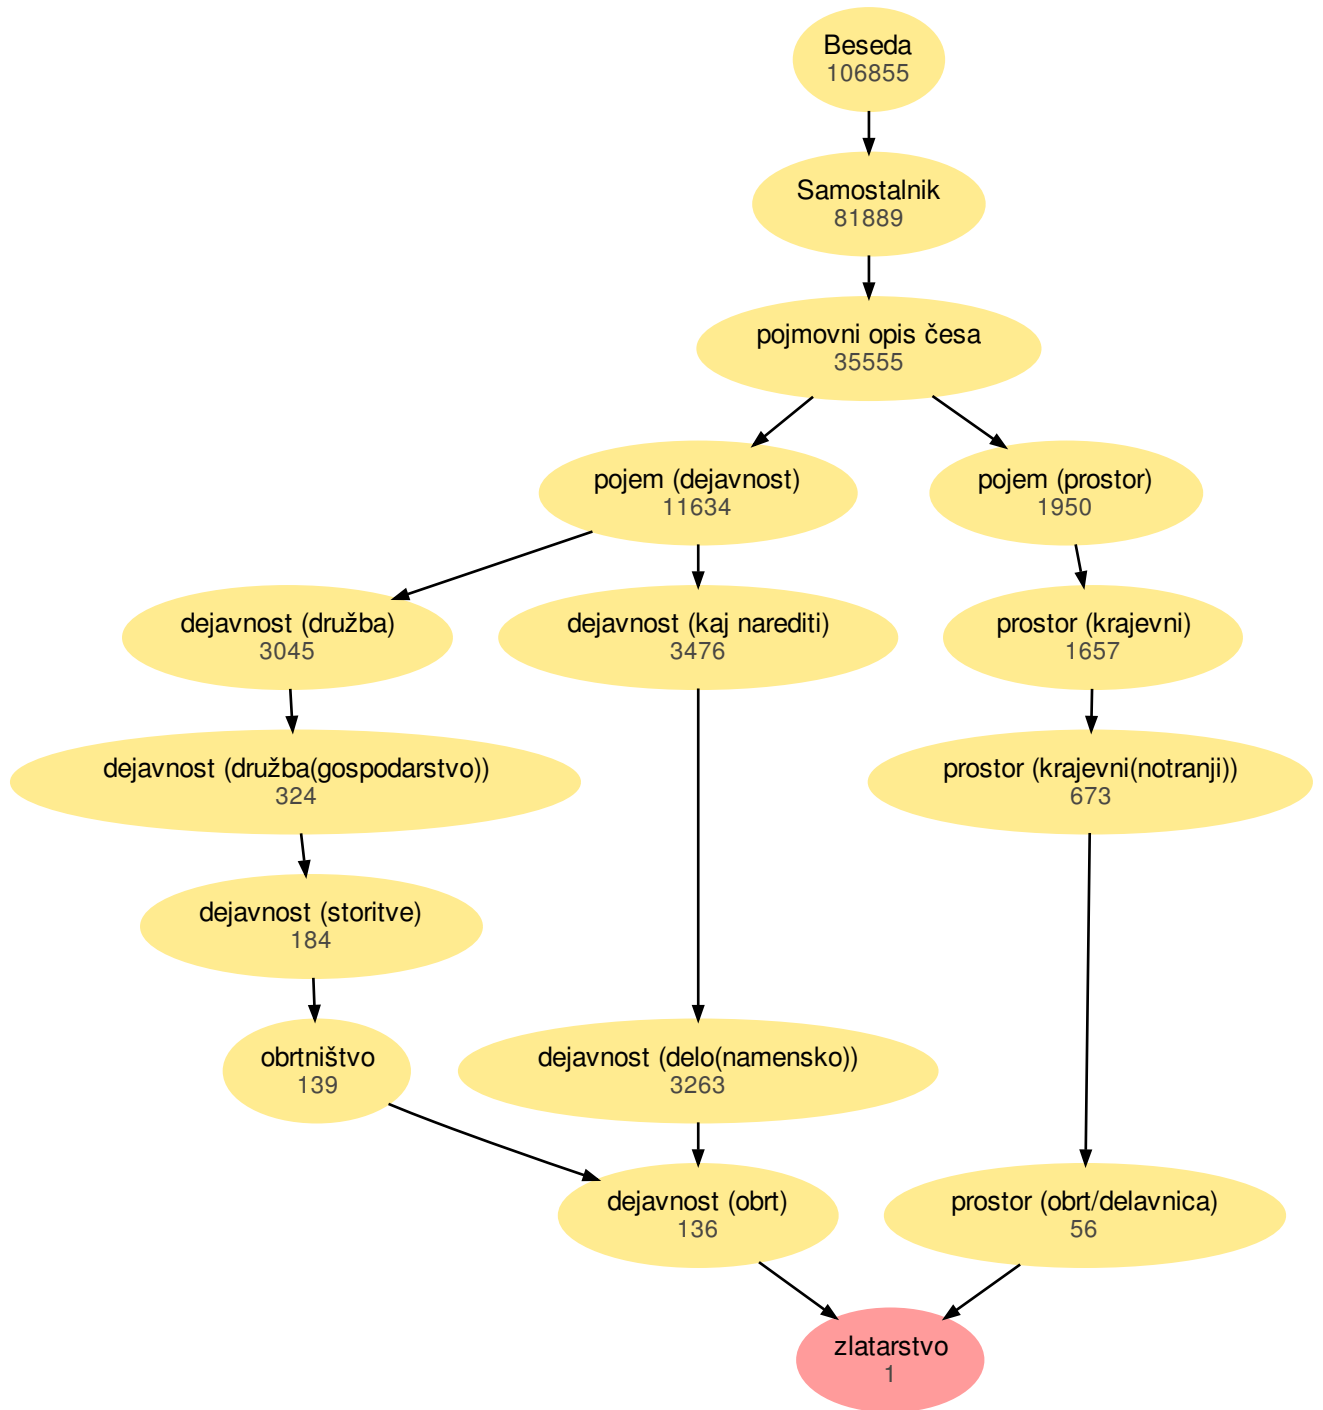 Beseda
106855
Samostalnik
81889
pojmovni opis česa
35555
pojem (dejavnost)
11634
pojem (prostor)
1950
dejavnost (družba)
3045
dejavnost (kaj narediti)
3476
prostor (krajevni)
1657
dejavnost (družba(gospodarstvo))
324
prostor (krajevni(notranji))
673
dejavnost (storitve)
184
obrtništvo
139
dejavnost (delo(namensko))
3263
dejavnost (obrt)
136
prostor (obrt/delavnica)
56
zlatarstvo
1